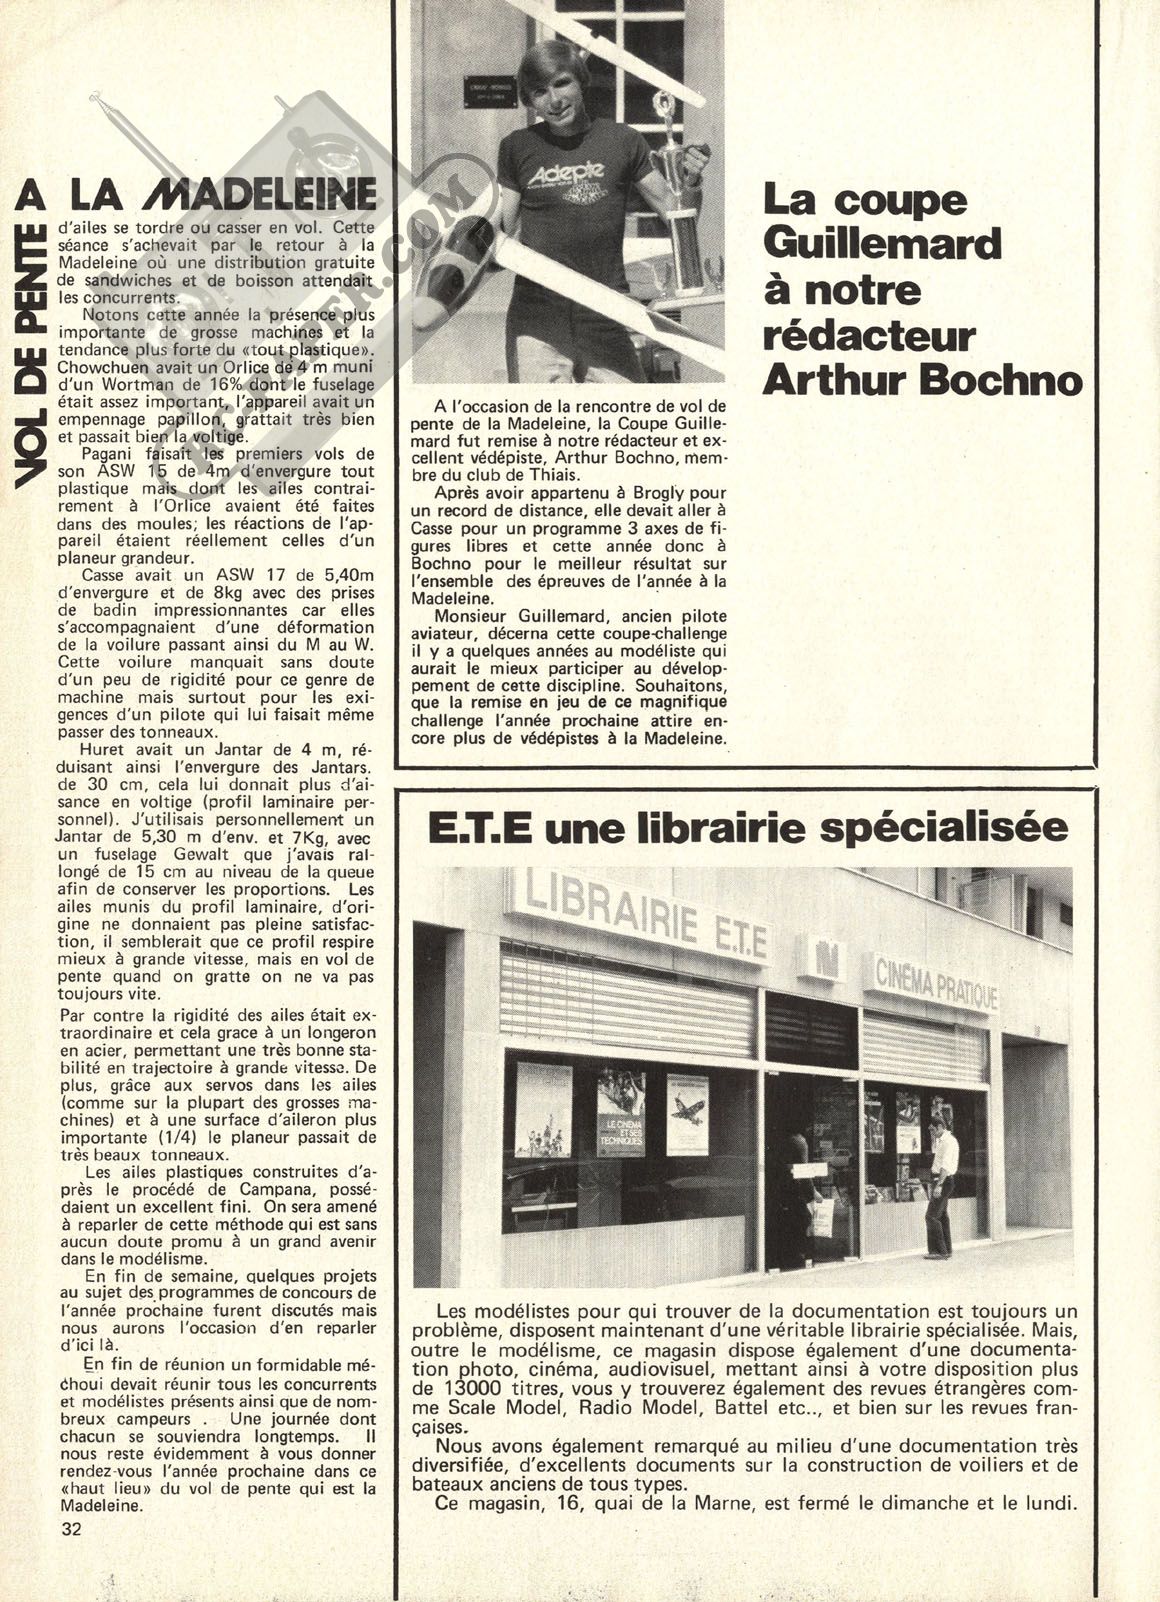 VOL DE PENTE
A LA MADELEINE
d'ailes se tordre ou casser en vol. Cette
séance s'achevait par le retour à la
Madeleine où une distribution gratuite
de sandwiches et de boisson attendait
les concurrents.
Notons cette année la présence plus
importante de grosse machines et la
tendance plus forte du «tout plastique».
Chowchuen avait un Orlice de 4 m muni
d'un Wortman de 16% dont le fuselage
était assez important, l'appareil avait un
empennage papillon, grattait très bien
et passait bien la voltige.
Pagani faisait les premiers vols de
son ASW 15 de 4m d'envergure tout
plastique mais dont les ailes contrai-
rement à l'Orlice avaient été faites
dans des moules; les réactions de l'ap-
pareil étaient réellement celles d'un
planeur grandeur.
Casse avait un ASW 17 de 5,40m
d'envergure et de 8kg avec des prises
de badin impressionnantes car elles
s'accompagnaient d'une déformation
de la voilure passant ainsi du M au W.
Cette voilure manquait sans doute
d'un peu de rigidité pour ce genre de
machine mais surtout pour les exi-
gences d'un pilote qui lui faisait même
passer des tonneaux.
Huret avait un Jantar de 4 m, ré-
duisant ainsi l'envergure des Jantars.
de 30 cm, cela lui donnait plus d'ai-
sance en voltige (profil laminaire per-
sonnel). J'utilisais personnellement un
Jantar de 5,30 m d'env. et 7Kg, avec
un fuselage Gewalt que j'avais ral-
longé de 15 cm au niveau de la queue
afin de conserver les proportions. Les
ailes munis du profil laminaire, d'ori-
gine ne donnaient pas pleine satisfac-
tion, il semblerait que ce profil respire
mieux à grande vitesse, mais en vol de
pente quand on gratte on ne va pas
toujours vite.
Par contre la rigidité des ailes était ex-
traordinaire et cela grace à un longeron
en acier, permettant une très bonne sta-
bilité en trajectoire à grande vitesse. De
plus, grâce aux servos dans les ailes
(comme sur la plupart des grosses ma-
chines) et à une surface d'aileron plus
importante (1/4) le planeur passait de
très beaux tonneaux.
Les ailes plastiques construites d'a-
près le procédé de Campana, possé-
daient un excellent fini. On sera amené
à reparler de cette méthode qui est sans
aucun doute promu à un grand avenir
dans le modélisme.
En fin de semaine, quelques projets
au sujet des programmes de concours de
l'année prochaine furent discutés mais
nous aurons l'occasion d'en reparler
d'ici là.
En fin de réunion un formidable mé-
choui devait réunir tous les concurrents
et modélistes présents ainsi que de nom-
breux campeurs . Une journée dont
chacun se souviendra longtemps. Il
nous reste évidemment à vous donner
rendez-vous l'année prochaine dans ce
«haut lieu» du vol de pente qui est la
Madeleine.
32
RC-PAPER.COM
Adepte
La coupe
Guillemard
à notre
rédacteur
Arthur Bochno
A l'occasion de la rencontre de vol de
pente de la Madeleine, la Coupe Guille-
mard fut remise à notre rédacteur et ex-
cellent védépiste, Arthur Bochno, mem-
bre du club de Thiais.
Après avoir appartenu à Brogly pour
un record de distance, elle devait aller à
Casse pour un programme 3 axes de fi-
gures libres et cette année donc à
Bochno pour le meilleur résultat sur
l'ensemble des épreuves de l'année à la
Madeleine.
Monsieur Guillemard, ancien pilote
aviateur, décerna cette coupe-challenge
il y a quelques années au modéliste qui
aurait le mieux participer au dévelop-
pement de cette discipline. Souhaitons,
que la remise en jeu de ce magnifique
challenge l'année prochaine attire en-
core plus de védépistes à la Madeleine.
E.T.E une librairie spécialisée
LIBRAIRIE E.T.E
CINÉMA PRATIQUE
LE CINEMA
ET SES
TECHNIQUES
Les modélistes pour qui trouver de la documentation est toujours un
problème, disposent maintenant d'une véritable librairie spécialisée. Mais,
outre le modélisme, ce magasin dispose également d'une documenta-
tion photo, cinéma, audiovisuel, mettant ainsi à votre disposition plus
de 13000 titres, vous y trouverez également des revues étrangères com-
me Scale Model, Radio Model, Battel etc.., et bien sur les revues fran-
çaises.
Nous avons également remarqué au milieu d'une documentation très
diversifiée, d'excellents documents sur la construction de voiliers et de
bateaux anciens de tous types.
Ce magasin, 16, quai de la Marne, est fermé le dimanche et le lundi.